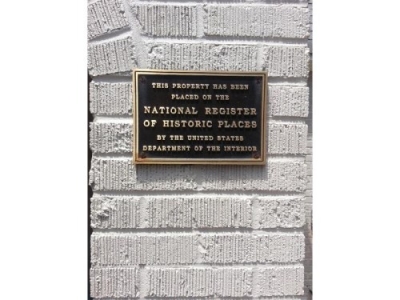 THIS PROPERTY HAS BEEN
PLACED ON THE
NATIONAL REGISTER
OF HISTORIC PLACES
BY THE UNITED STATES
DEPARTMENT OF THE INTERIOR